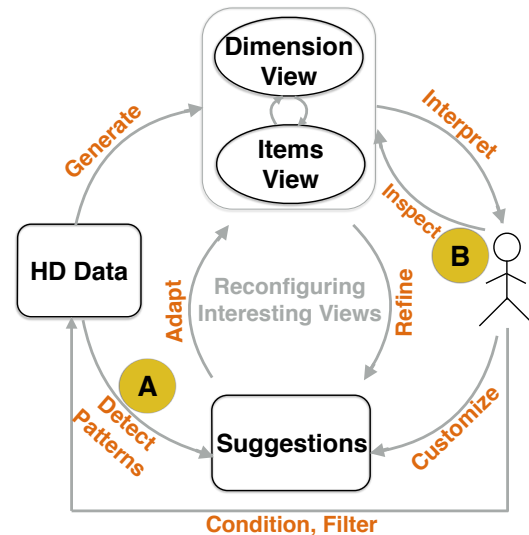 Dimension
View
Items
View
Generate
Interpret
Inspect
B
HD Data
Reconfiguring
Interesting Views
Adapt
Refine
A
Detect
Patterns
Suggestions
Customize
Condition, Filter